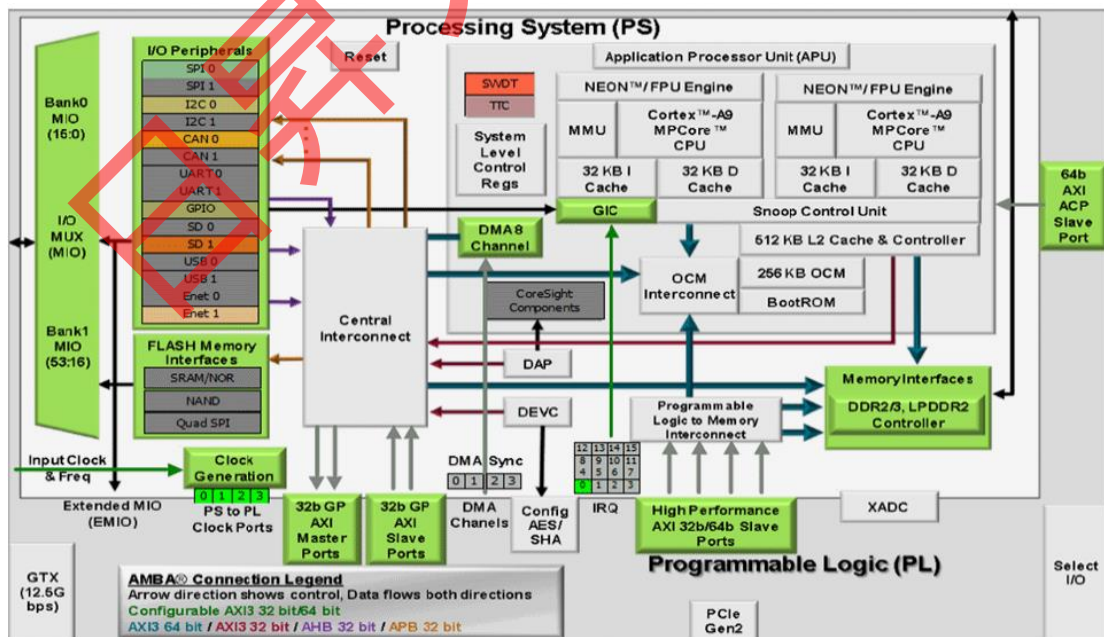 Processing System (PS)
I/O Peripherals
SPI 0
SPI 1
I2C 0
I2C 1
CAN 0
CAN 1
UART 0
UART 1
GPIO
SD 0
SD 1
USB 0
USB 1
Enet 0
Enet 1
Bank0
MIO
(16:0)
I/O
MUX
(MIO)
Bank1
MIO
(53:16)
FLASH Memory
Interfaces
SRAM/NOR
NAND
Quad SPI
Reset
Application Processor Unit (APU)
SWDT
TTC
System
Level
Control
Regs
NEON™/FPU Engine
MMU
Cortex™-A9
MPCore™
CPU
32 KB I
Cache
32 KB D
Cache
NEON™/FPU Engine
MMU
Cortex™-A9
MPCore™
CPU
32 KB I
Cache
32 KB D
Cache
GIC
Snoop Control Unit
DMA8
Channel
512 KB L2 Cache & Controller
OCM
Interconnect
256 KB OCM
BootROM
64b
AXI
ACP
Slave
Port
Central
Interconnect
CoreSight
Components
DAP
DEVC
Programmable
Logic to Memory
Interconnect
Memory Interfaces
DDR2/3, LPDDR2
Controller
Input Clock
& Freq
Clock
Generation
0 1 2 3
PS to PL
Clock Ports
Extended MIO
(EMIO)
32b GP
AXI
Master
Ports
32b GP
AXI
Slave
Ports
DMA Sync
0 1 2 3
DMA
Channels
Config
AES/
SHA
12 13 14 15
8 9 10 11
4 5 6 7
0 1 2 3
IRQ
High Performance
AXI 32b/64b Slave
Ports
XADC
Programmable Logic (PL)
GTX
(12.5G
bps)
AMBA® Connection Legend
Arrow direction shows control, Data flows both directions
Configurable AXI3 32 bit/64 bit
AXI3 64 bit / AXI3 32 bit / AHB 32 bit / APB 32 bit
PCIe
Gen2
Select
I/O